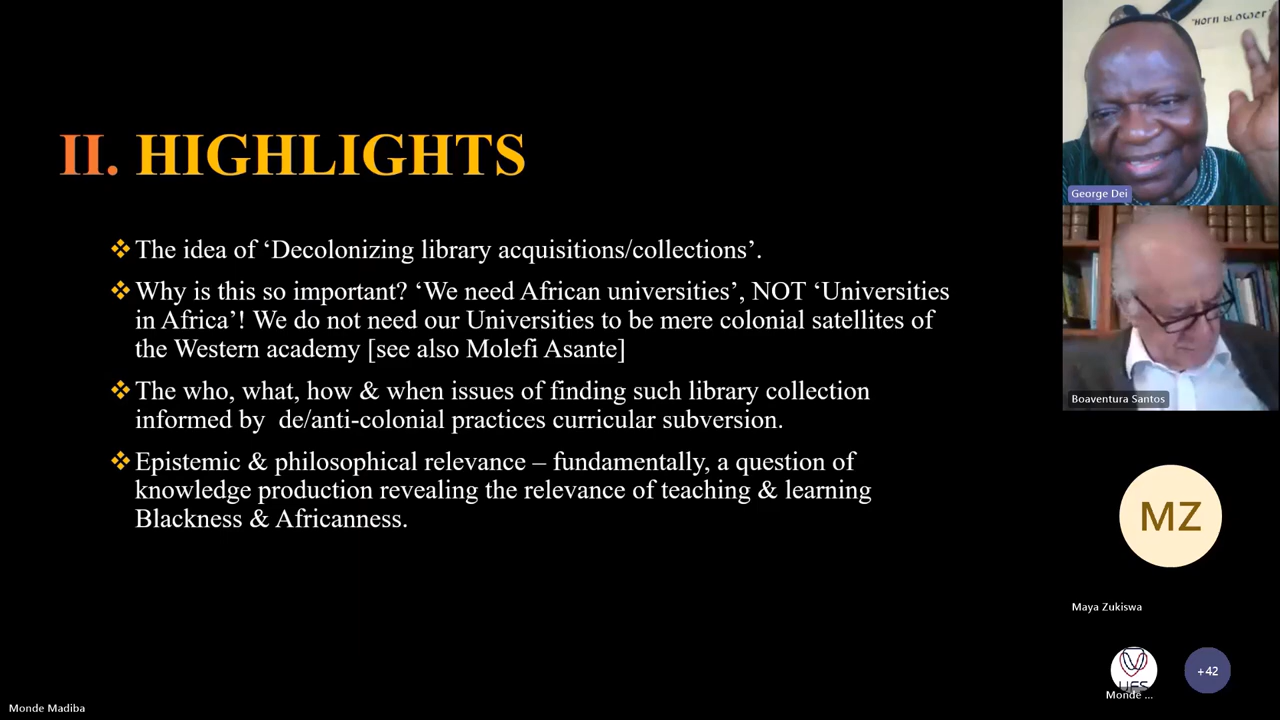 II. HIGHLIGHTS
❖The idea of ‘Decolonizing library acquisitions/collections’.
❖Why is this so important? ‘We need African universities’, NOT ‘Universities
in Africa’! We do not need our Universities to be mere colonial satellites of
the Western academy [see also Molefi Asante]
❖The who, what, how & when issues of finding such library collection
informed by  de/anti-colonial practices curricular subversion.
❖Epistemic & philosophical relevance – fundamentally, a question of
knowledge production revealing the relevance of teaching & learning
Blackness & Africanness.
"HORN BLOWER"
George Dei
Boaventura Santos
MZ
Maya Zukiswa
UFS
Monde ...
+42
Monde Madiba